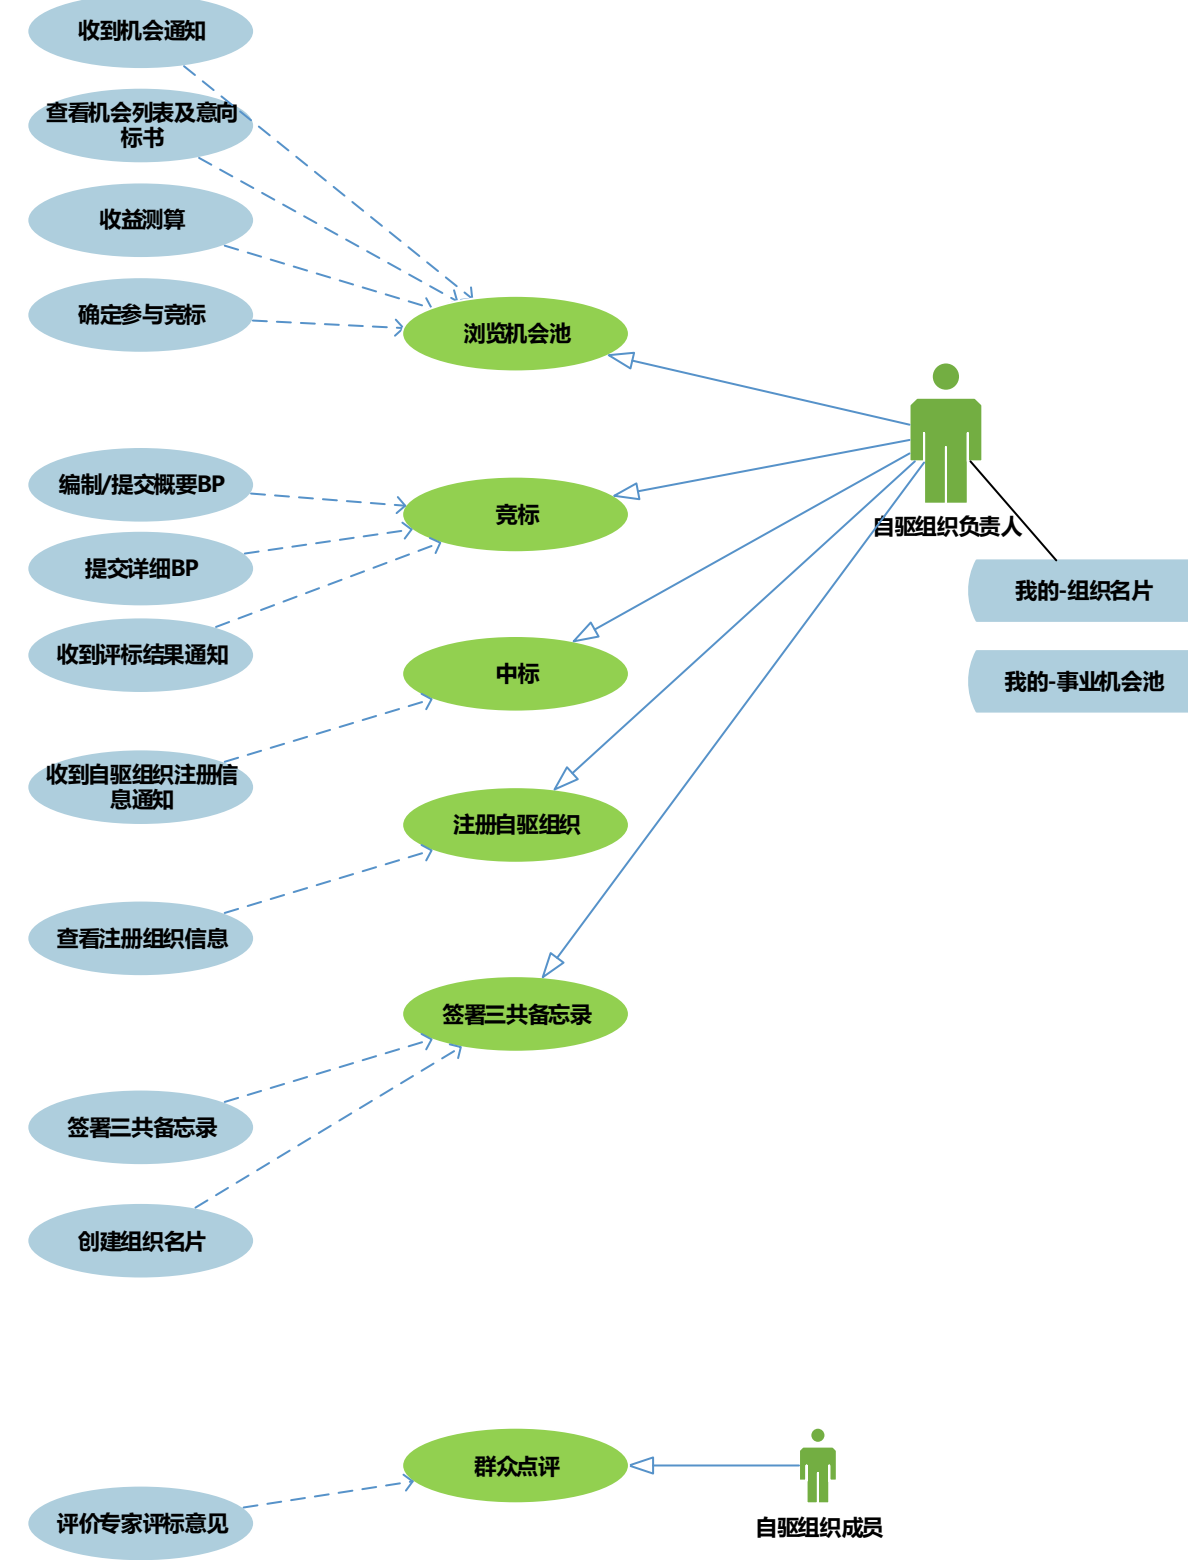 收到机会通知
查看机会列表及意向
标书
收益测算
确定参与竞标
浏览机会池
编制/提交概要BP
竞标
自驱组织负责人
提交详细BP
我的-组织名片
收到评标结果通知
中标
我的-事业机会池
收到自驱组织注册信
息通知
注册自驱组织
查看注册组织信息
签署三共备忘录
签署三共备忘录
创建组织名片
群众点评
评价专家评标意见
自驱组织成员